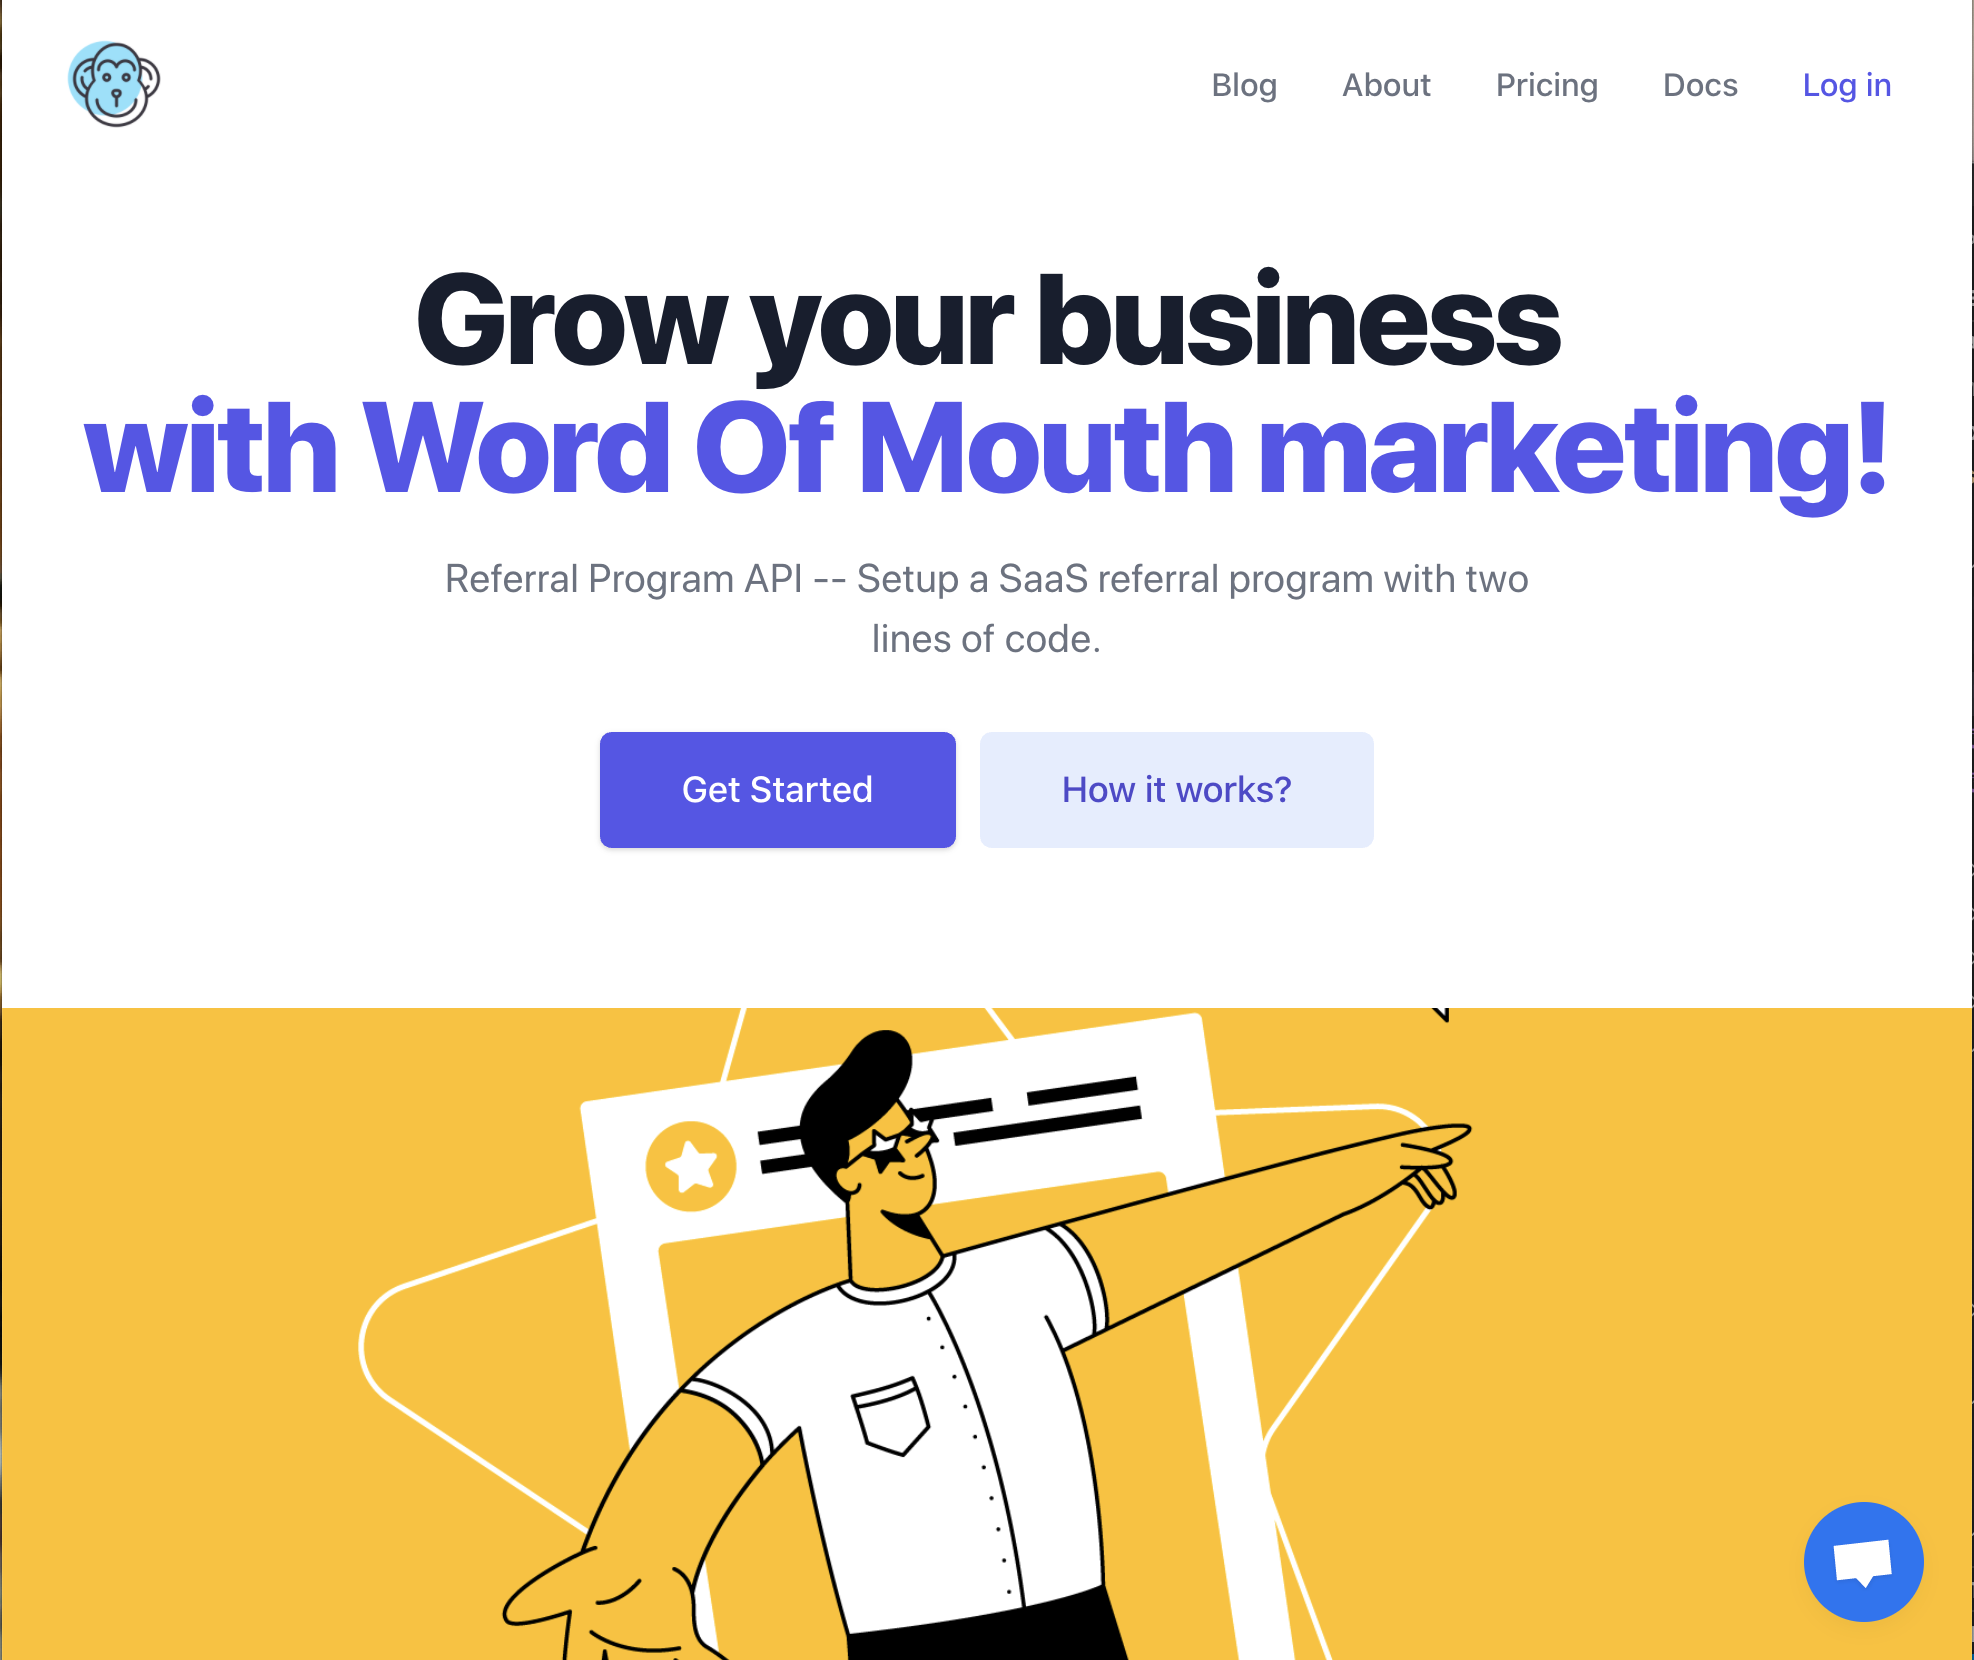 Blog About Pricing Docs Log in
Grow your business
with Word Of Mouth marketing!
Referral Program API -- Setup a SaaS referral program with two
lines of code.
Get Started How it works?